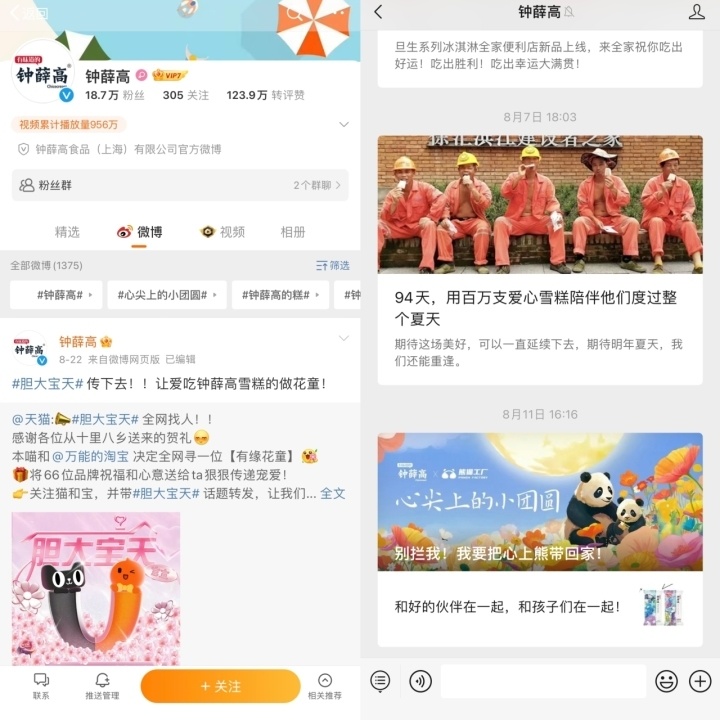 有味道的
钟薛高
Chicecream
钟薛高 VIP7
18.7万 粉丝 305 关注 123.9万 转评赞
视频累计播放量956万
钟薛高食品（上海）有限公司官方微博
粉丝群 2个群聊
精选 微博 视频 相册
全部微博(1375) 筛选
#钟薛高# #心尖上的小团圆# #钟薛高的糕# #钟
钟薛高
8-22 来自微博网页版 已编辑
#胆大宝天# 传下去！！让爱吃钟薛高雪糕的做花童！
@天猫:#胆大宝天# 全网找人！！
感谢各位从十里八乡送来的贺礼
本喵和@万能的淘宝 决定全网寻一位【有缘花童】
将66位品牌祝福和心意送给ta狠狠传递宠爱！
关注猫和宝，并带#胆大宝天# 话题转发，让我们... 全文
胆大宝天
联系 推送管理 +关注 相关推荐
钟薛高
旦生系列冰淇淋全家便利店新品上线，来全家祝你吃出
好运！吃出胜利！吃出幸运大满贯！
8月7日 18:03
徐汇滨江建设者之家
94天，用百万支爱心雪糕陪伴他们度过整
个夏天
期待这场美好，可以一直延续下去，期待明年夏天，我
们还能重逢。
8月11日 16:16
钟薛高 × 熊猫工厂
心尖上的小团圆
别拦我！我要把心上熊带回家！
和好的伙伴在一起，和孩子们在一起！